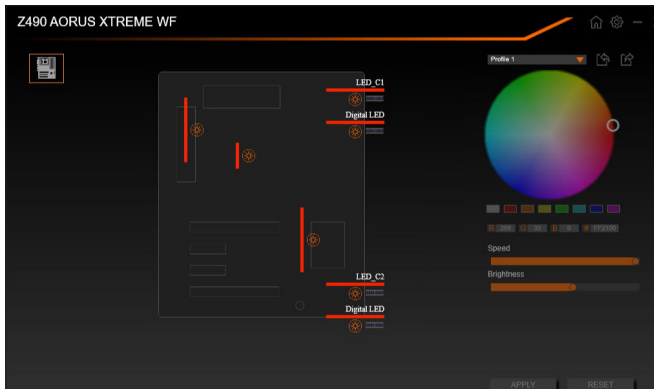 Z490 AORUS XTREME WF
Profile 1
LED_C1
Digital LED
R 255 G 33 B 0 # FF2100
Speed
Brightness
LED_C2
Digital LED
APPLY RESET